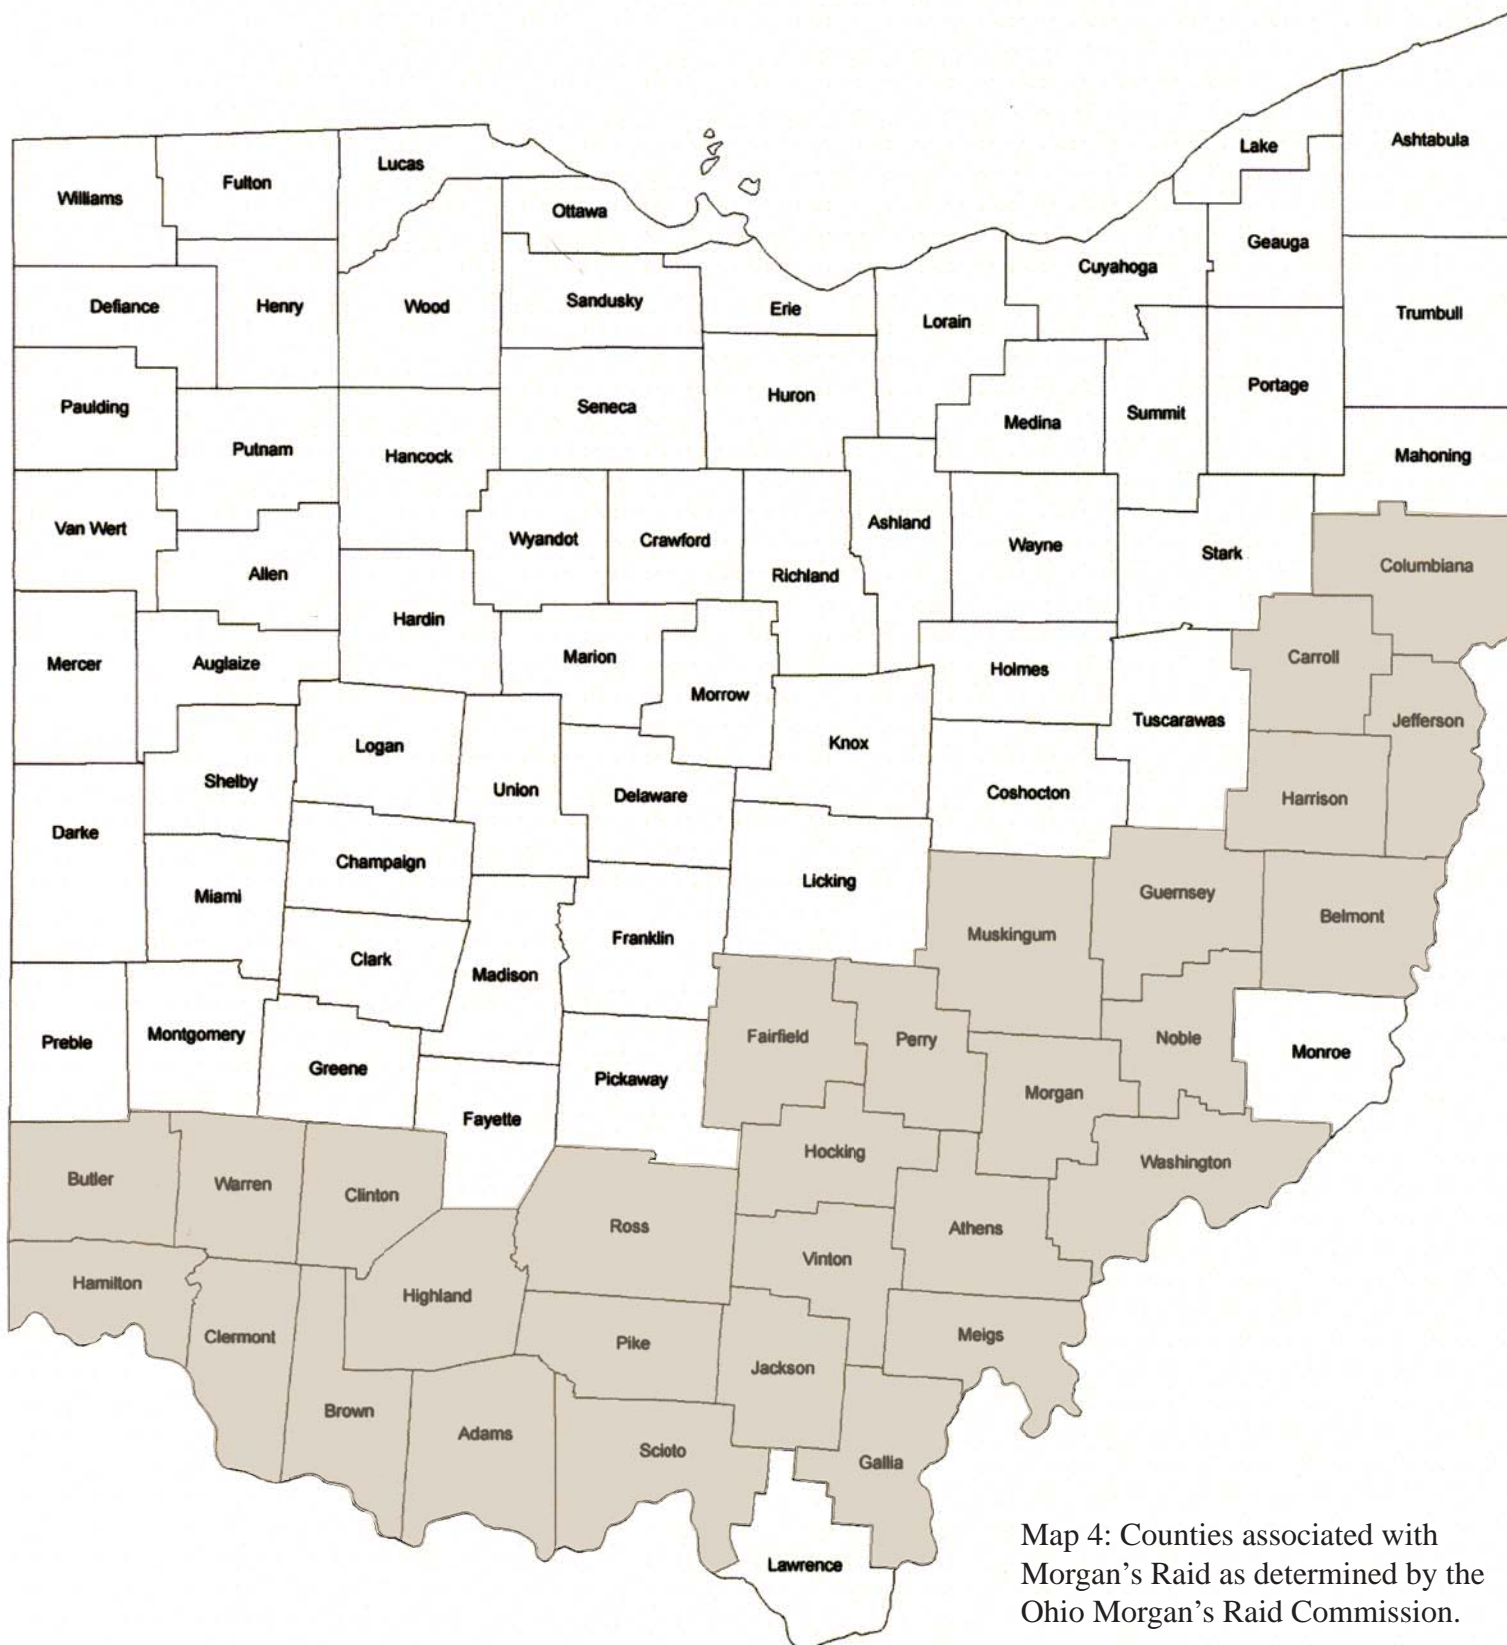 Ashtabula
Lake
Lucas
Fulton
Williams
Ottawa
Geauga
Cuyahoga
Sandusky
Defiance
Henry
Wood
Erie
Trumbull
Lorain
Portage
Huron
Paulding
Seneca
Summit
Medina
Putnam
Hancock
Mahoning
Ashland
Van Wert
Wyandot
Crawford
Wayne
Stark
Columbiana
Allen
Richland
Hardin
Marion
Carroll
Mercer
Auglaize
Holmes
Morrow
Tuscarawas
Jefferson
Knox
Logan
Shelby
Union
Delaware
Coshocton
Harrison
Darke
Champaign
Licking
Guernsey
Miami
Belmont
Muskingum
Franklin
Clark
Madison
Montgomery
Fairfield
Perry
Noble
Preble
Monroe
Greene
Pickaway
Morgan
Fayette
Hocking
Washington
Butler
Warren
Clinton
Ross
Athens
Vinton
Hamilton
Highland
Clermont
Meigs
Pike
Jackson
Brown
Adams
Scioto
Gallia
Lawrence
Map 4: Counties associated with
Morgan’s Raid as determined by the
Ohio Morgan’s Raid Commission.